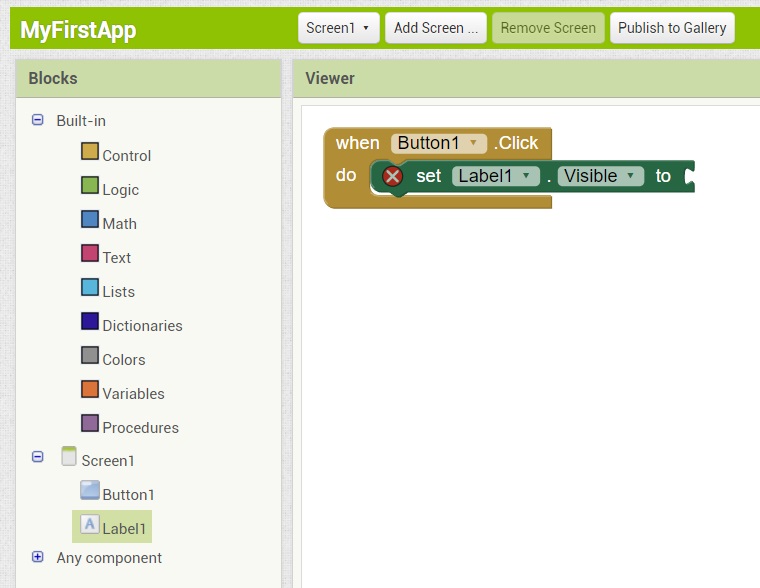 MyFirstApp
Screen1 Add Screen ... Remove Screen Publish to Gallery
Blocks
Viewer
Built-in
Control
Logic
Math
Text
Lists
Dictionaries
Colors
Variables
Procedures
Screen1
Button1
A Label1
Any component
when Button1 .Click
do set Label1 . Visible to